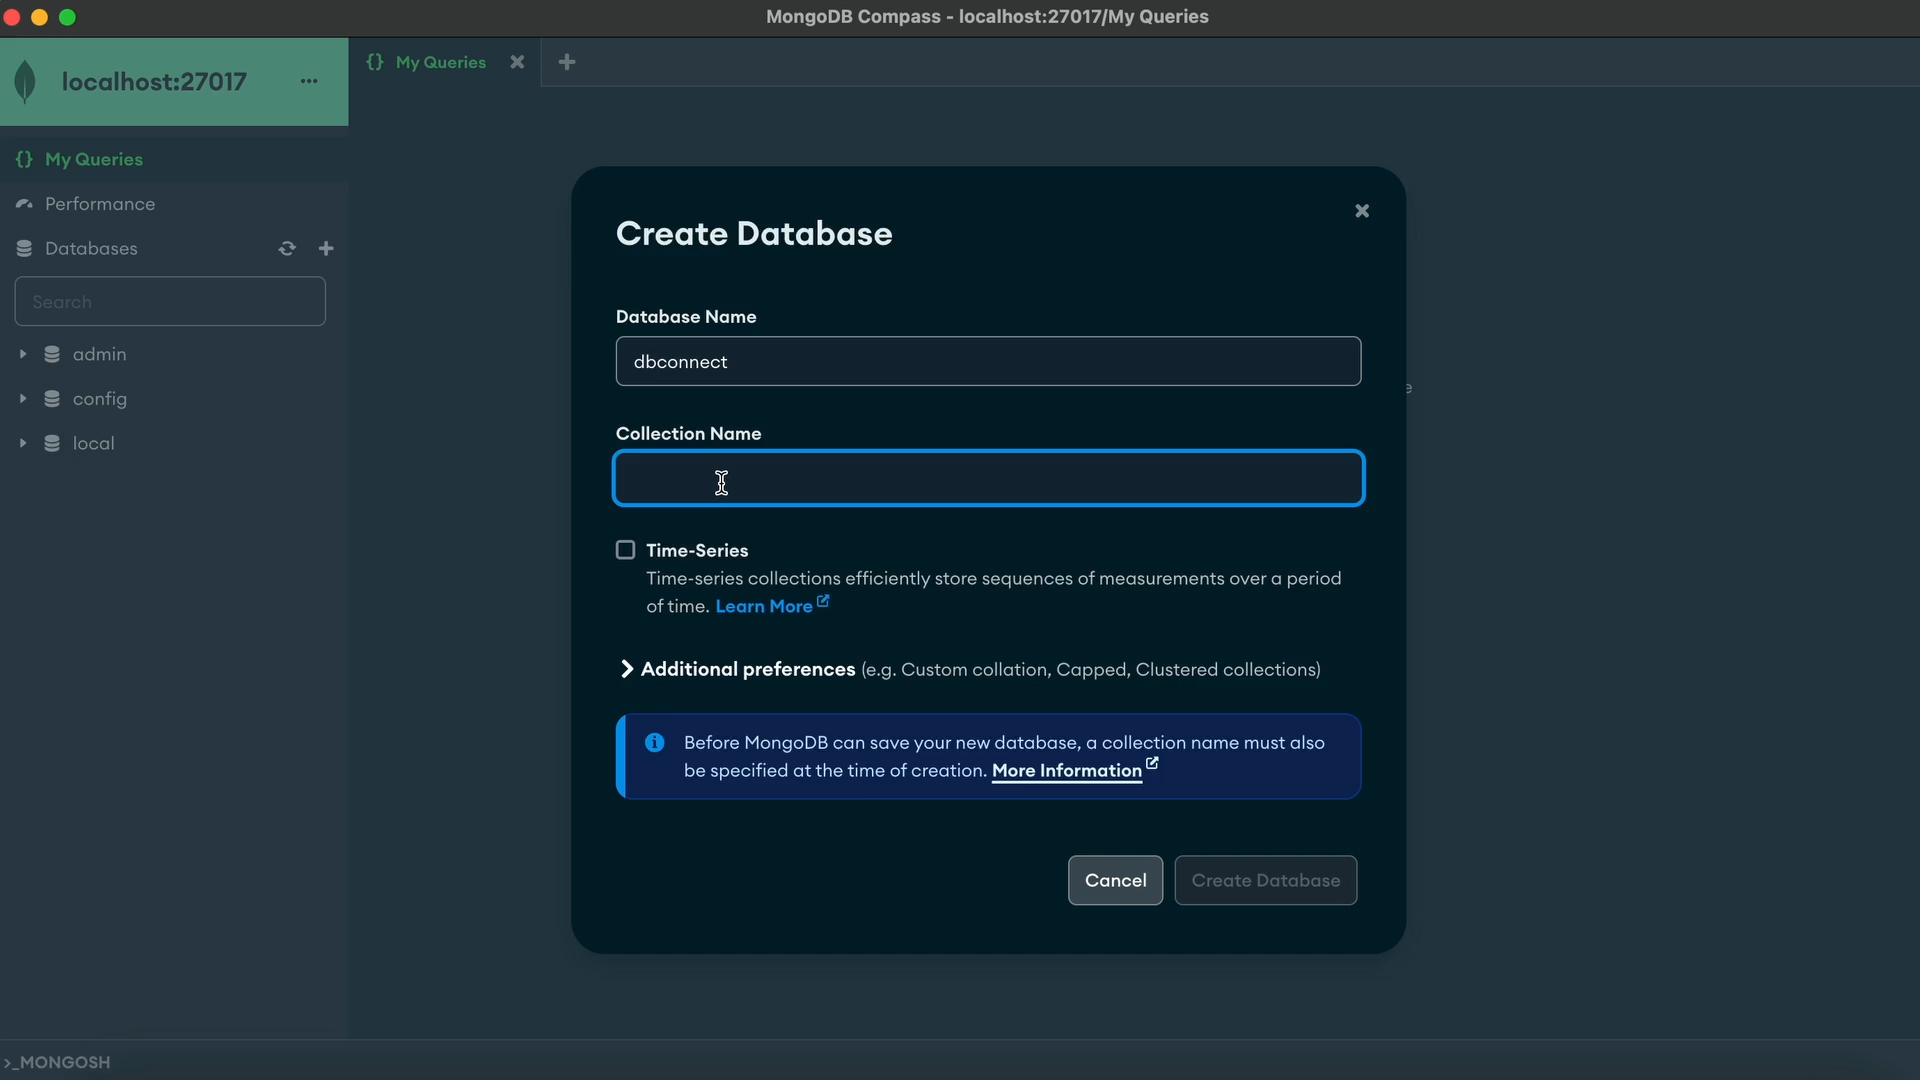 MongoDB Compass - localhost:27017/My Queries
localhost:27017 ...
{} My Queries
{} My Queries
Performance
Databases
Search
admin
config
local
Create Database
Database Name
dbconnect
Collection Name
Time-Series
Time-series collections efficiently store sequences of measurements over a period
of time. Learn More
Additional preferences (e.g. Custom collation, Capped, Clustered collections)
Before MongoDB can save your new database, a collection name must also
be specified at the time of creation. More Information
Cancel
Create Database
e
>_MONGOSH